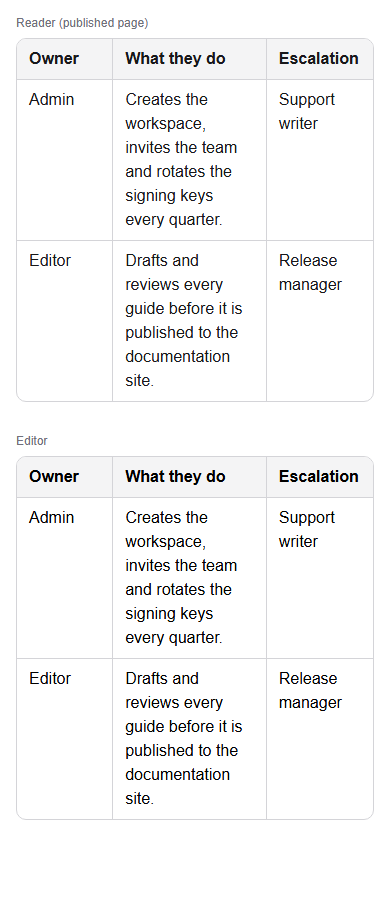 Reader (published page)
Owner What they do Escalation
Admin Creates the Support
workspace, writer
invites the team
and rotates the
signing keys
every quarter.
Editor Drafts and Release
reviews every manager
guide before it is
published to the
documentation
site.
Editor
Owner What they do Escalation
Admin Creates the Support
workspace, writer
invites the team
and rotates the
signing keys
every quarter.
Editor Drafts and Release
reviews every manager
guide before it is
published to the
documentation
site.